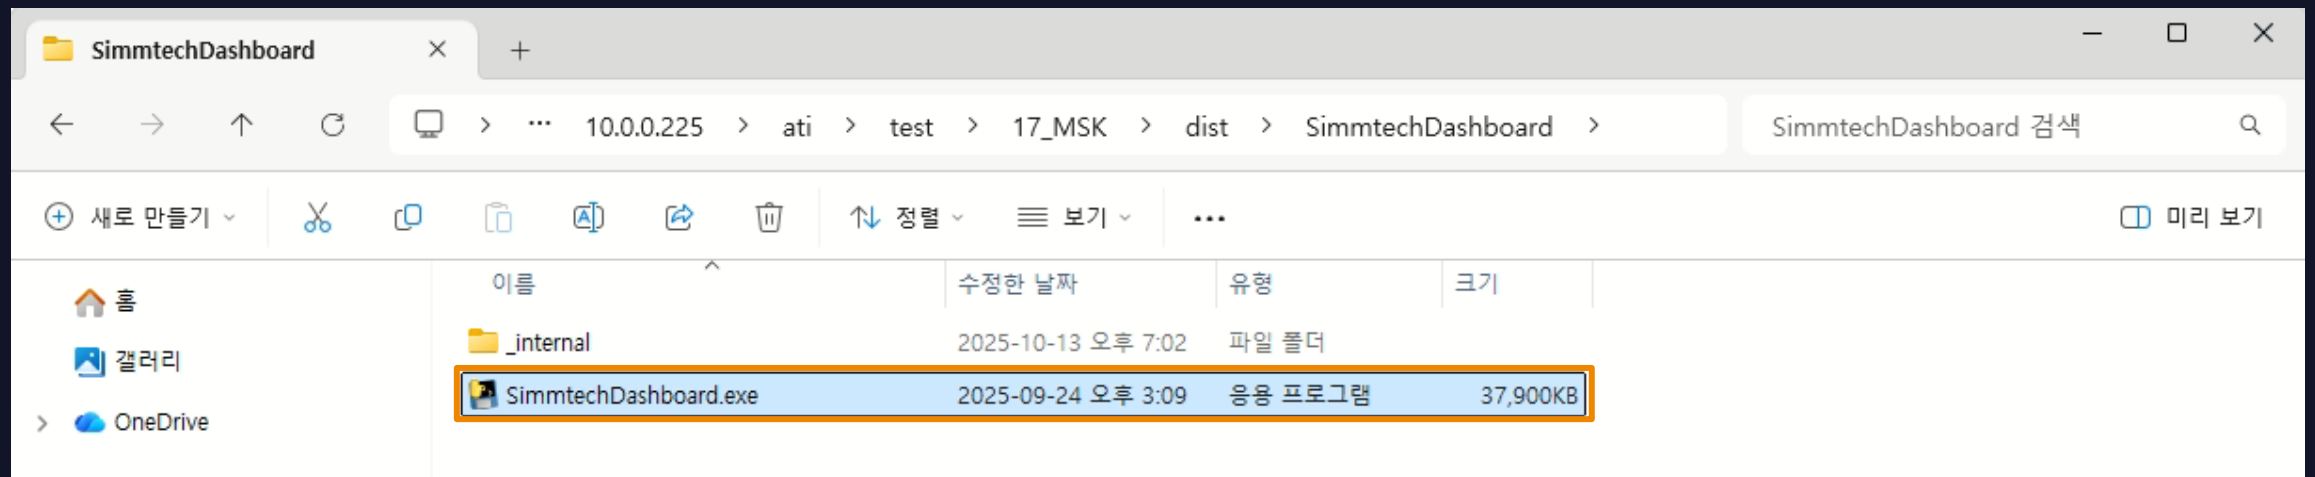 SimmtechDashboard
10.0.0.225 > ati > test > 17_MSK > dist > SimmtechDashboard >
SimmtechDashboard 검색
새로 만들기
정렬
보기
미리 보기
홈
갤러리
OneDrive
이름 수정한 날짜 유형 크기
_internal 2025-10-13 오후 7:02 파일 폴더
SimmtechDashboard.exe 2025-09-24 오후 3:09 응용 프로그램 37,900KB